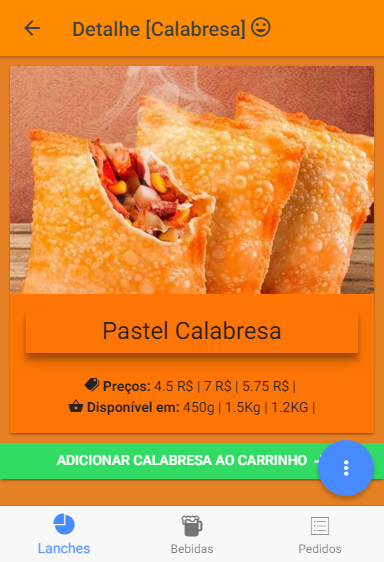 Detalhe [Calabresa]
Pastel Calabresa
Preços: 4.5 R$ | 7 R$ | 5.75 R$ |
Disponível em: 450g | 1.5Kg | 1.2KG |
ADICIONAR CALABRESA AO CARRINHO
Lanches Bebidas Pedidos